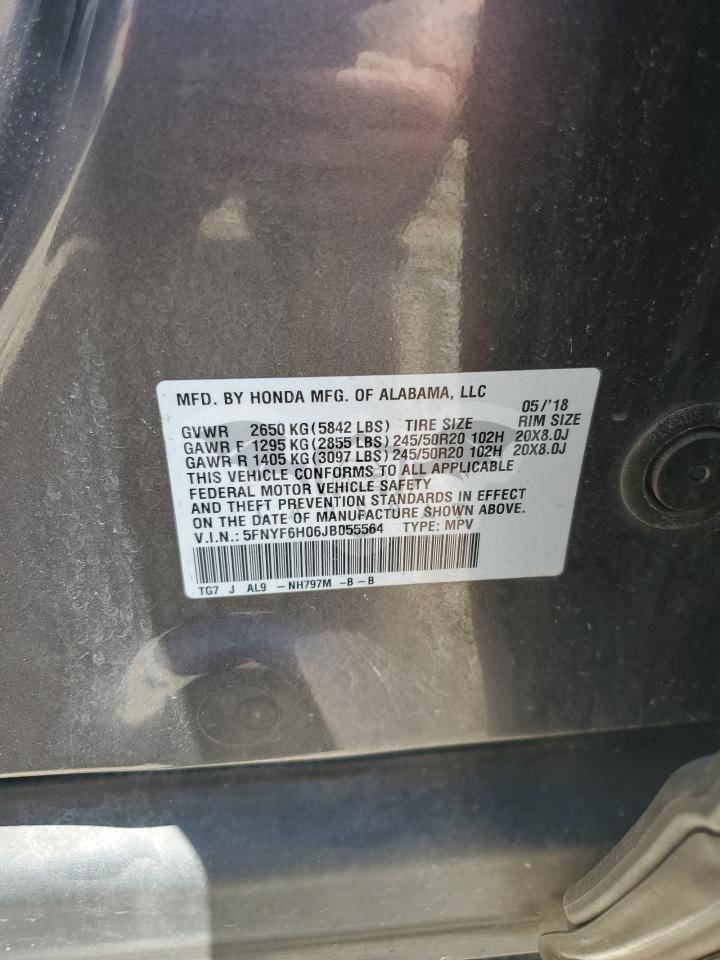 MFD. BY HONDA MFG. OF ALABAMA, LLC
05/'18
GVWR 2650 KG (5842 LBS) TIRE SIZE RIM SIZE
GAWR F 1295 KG (2855 LBS) 245/50R20 102H 20X8.0J
GAWR R 1405 KG (3097 LBS) 245/50R20 102H 20X8.0J
THIS VEHICLE CONFORMS TO ALL APPLICABLE
FEDERAL MOTOR VEHICLE SAFETY
AND THEFT PREVENTION STANDARDS IN EFFECT
ON THE DATE OF MANUFACTURE SHOWN ABOVE.
V.I.N.: 5FNYF6H06JB055564 TYPE: MPV
TG7 J AL9 -NH797M -B -B